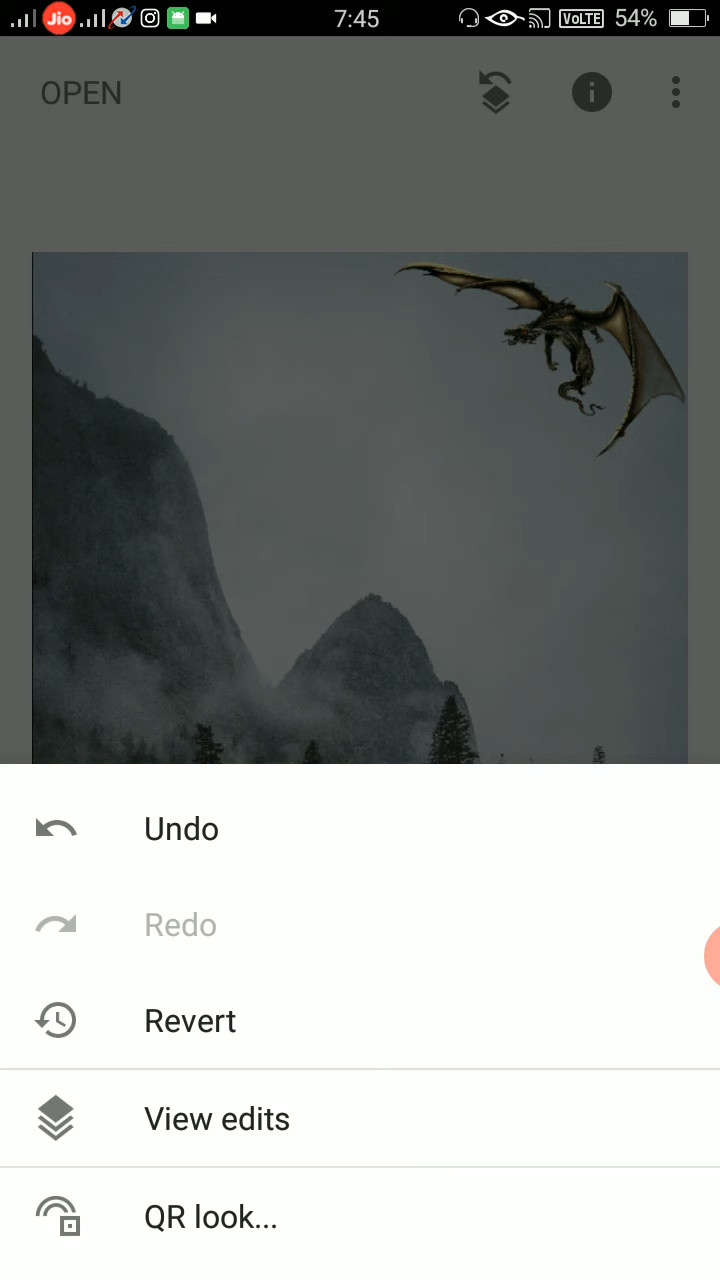 Jio 7:45 VoLTE 54%
OPEN
Undo
Redo
Revert
View edits
QR look...